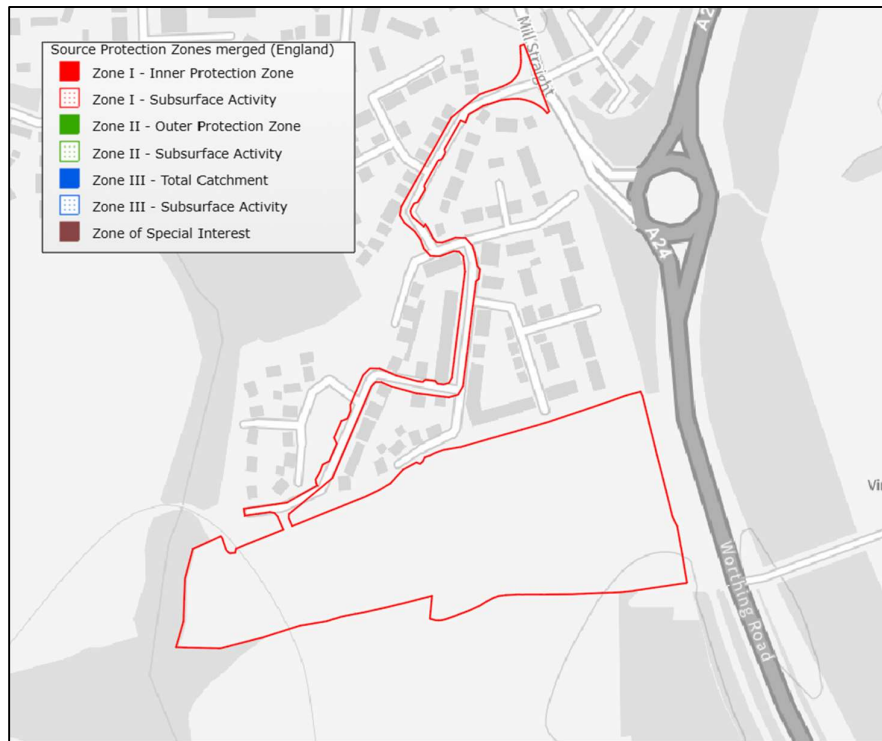 Source Protection Zones merged (England)
Zone I - Inner Protection Zone
Zone I - Subsurface Activity
Zone II - Outer Protection Zone
Zone II - Subsurface Activity
Zone III - Total Catchment
Zone III - Subsurface Activity
Zone of Special Interest
Mill Straight
A24
Worthing Road